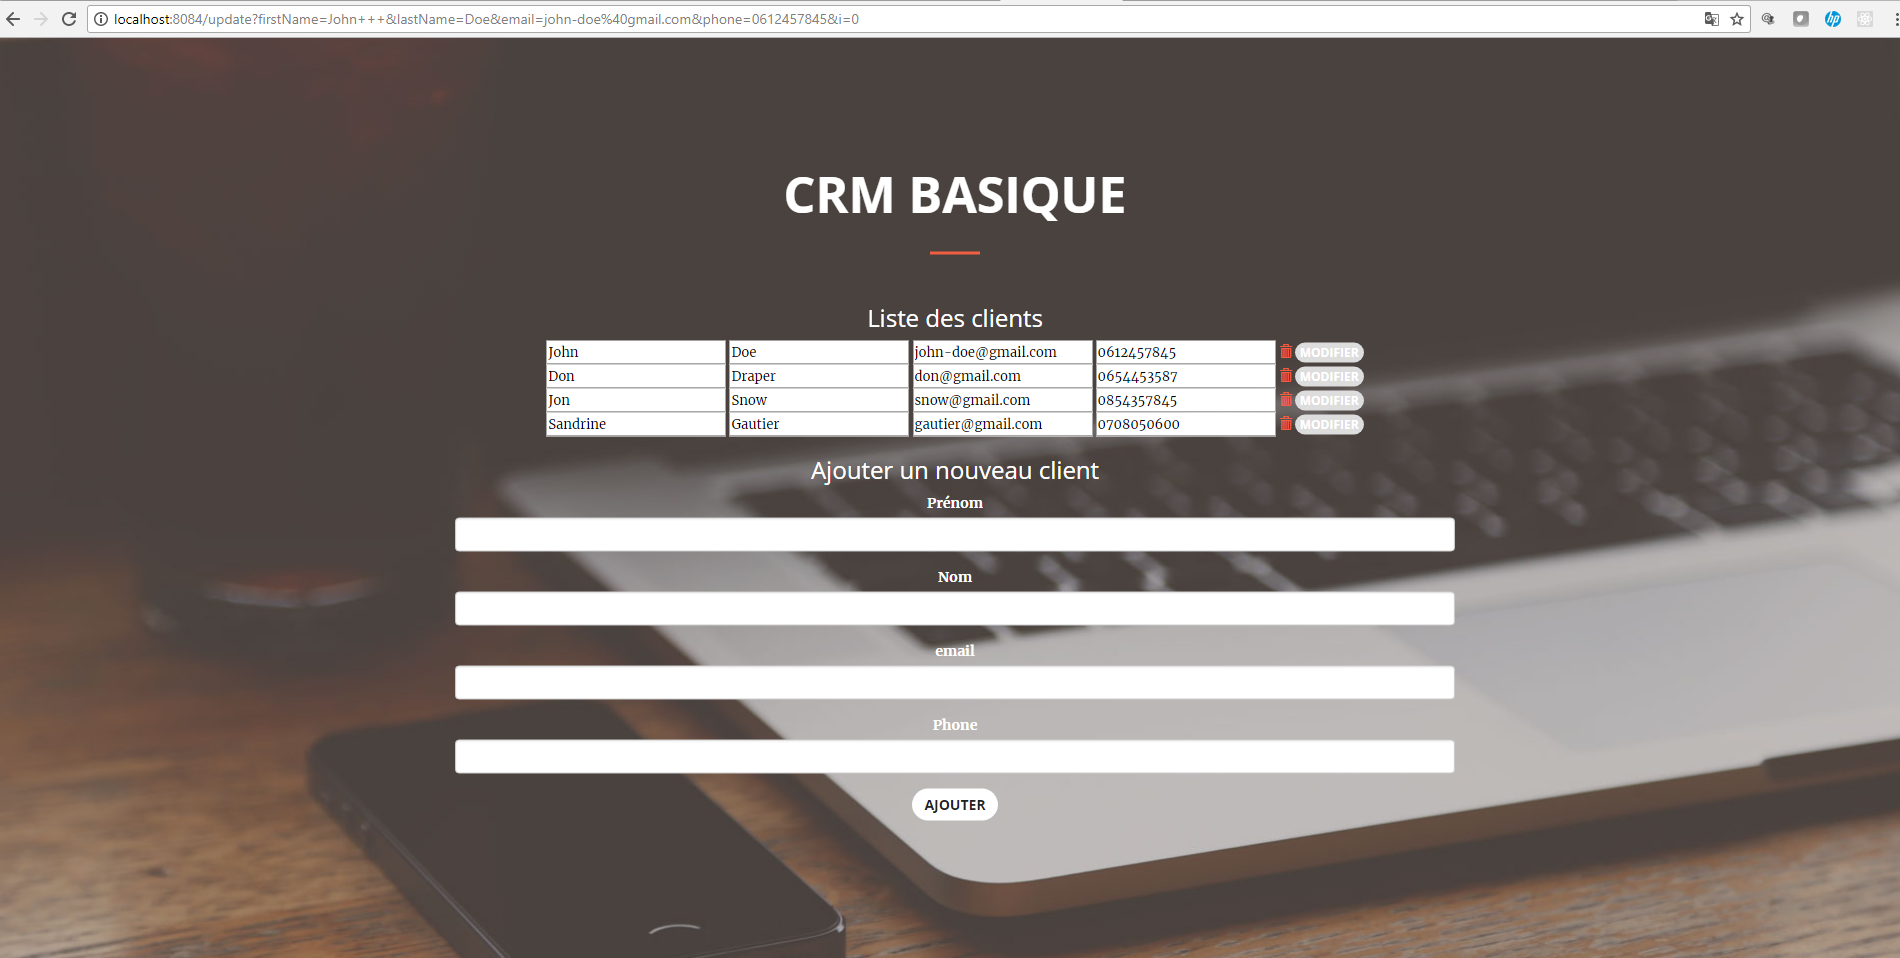 localhost:8084/update?firstName=John+++&lastName=Doe&email=john-doe%40gmail.com&phone=0612457845&i=0
hp
CRM BASIQUE
Liste des clients
John Doe john-doe@gmail.com 0612457845 MODIFIER
Don Draper don@gmail.com 0654453587 MODIFIER
Jon Snow snow@gmail.com 0854357845 MODIFIER
Sandrine Gautier gautier@gmail.com 0708050600 MODIFIER
Ajouter un nouveau client
Prénom
Nom
email
Phone
AJOUTER